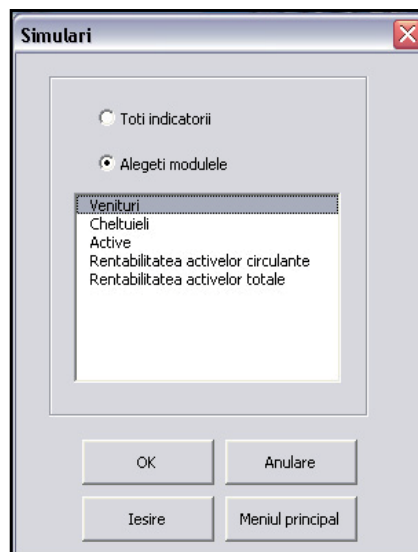 Simulari
Toti indicatorii
Alegeti modulele
Venituri
Cheltuieli
Active
Rentabilitatea activelor circulante
Rentabilitatea activelor totale
OK
Anulare
Iesire
Meniul principal